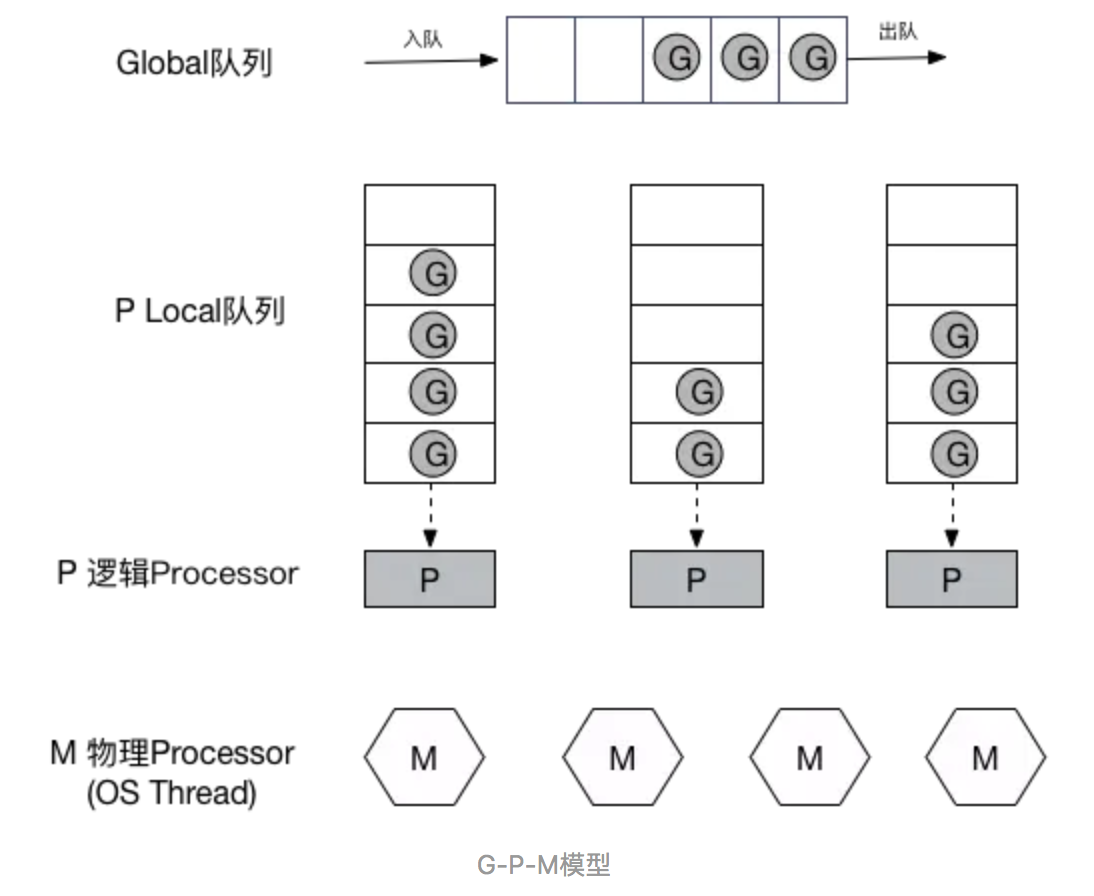 入队
出队
Global队列
G G G
G
P Local队列
G
G
G G
G
G G G
P 逻辑Processor
P P P
M 物理Processor
(OS Thread)
M M M M
G-P-M模型